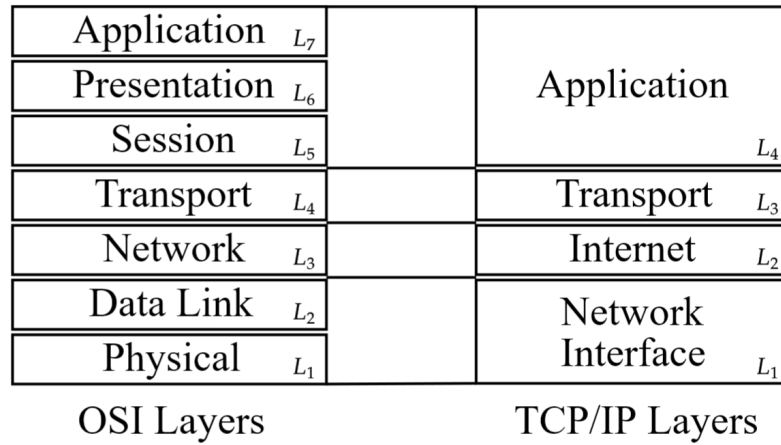 Application L₇
Presentation L₆
Session L₅
Transport L₄
Network L₃
Data Link L₂
Physical L₁
OSI Layers
Application
L₄
Transport L₃
Internet L₂
Network
Interface L₁
TCP/IP Layers